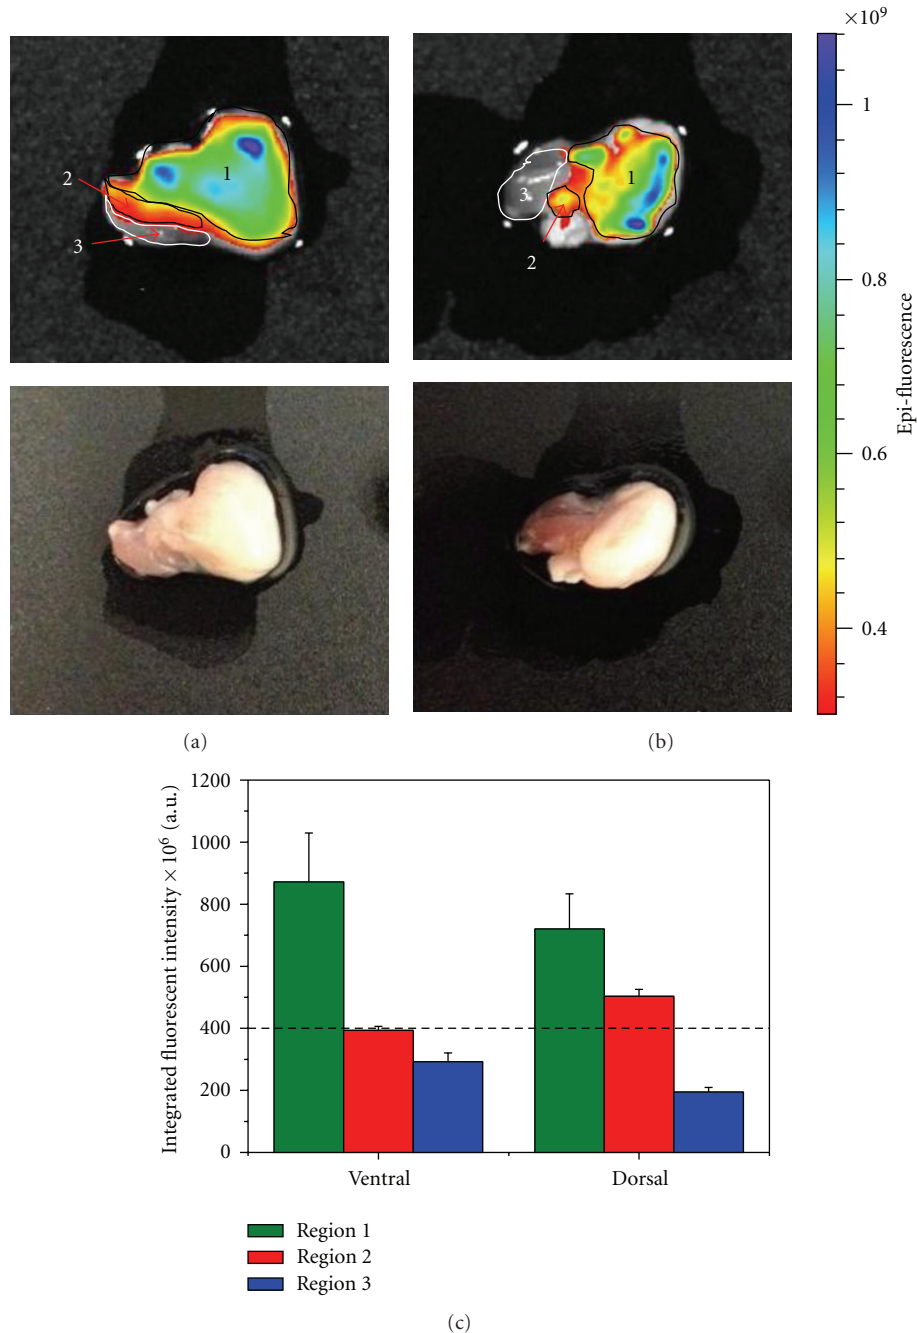 ×10⁹
1
2
3
1
3
2
1
0.8
0.6
0.4
Epi-fluorescence
(a)
(b)
Integrated fluorescent intensity × 10⁶ (a.u.)
1200
1000
800
600
400
200
0
Ventral
Dorsal
Region 1
Region 2
Region 3
(c)